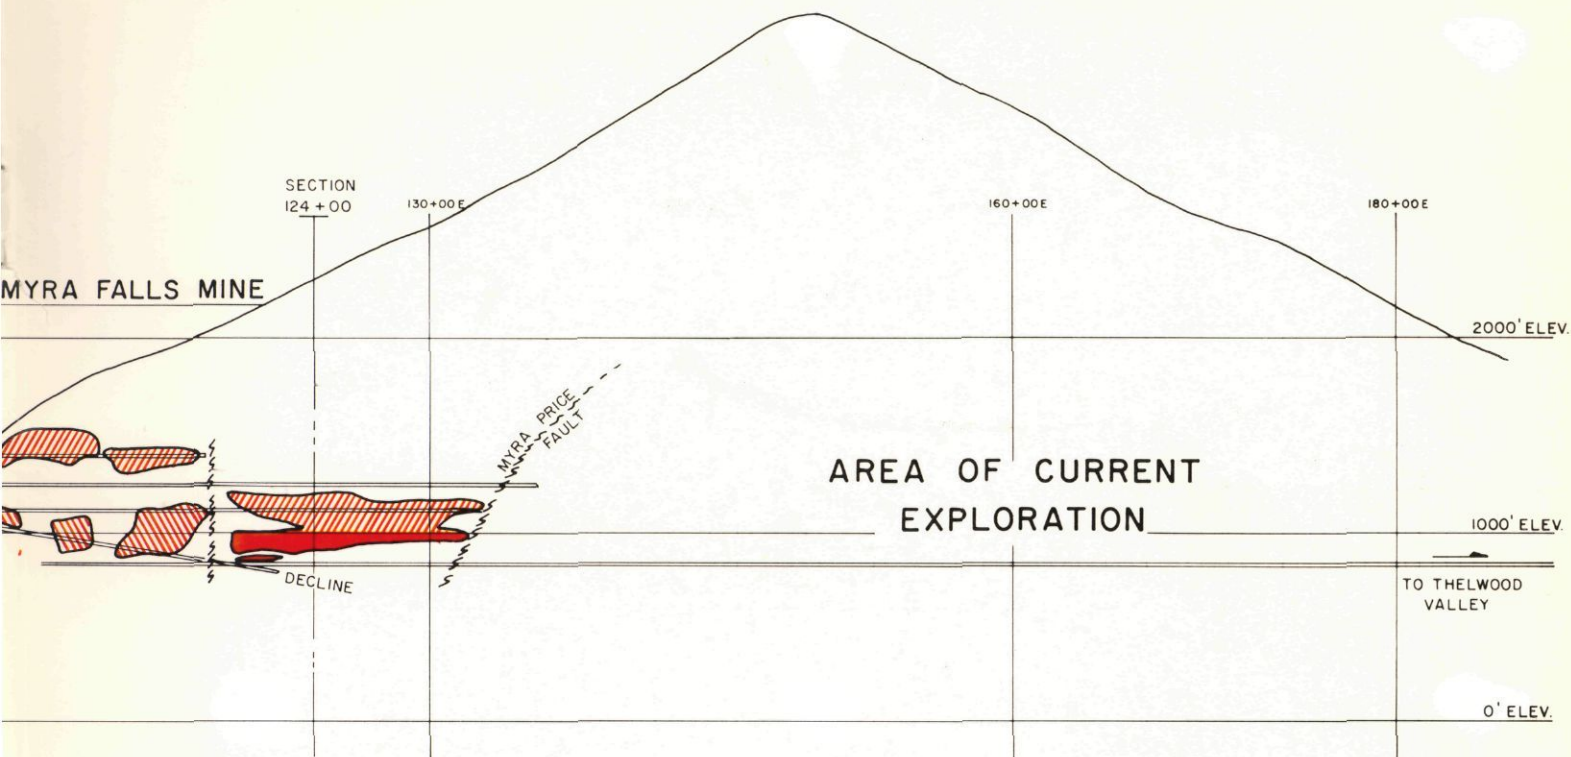 SECTION
124 + 00
130+00E
160+00E
180+00E
MYRA FALLS MINE
2000' ELEV.
MYRA PRICE
FAULT
AREA OF CURRENT
EXPLORATION
1000' ELEV.
DECLINE
TO THELWOOD
VALLEY
0' ELEV.